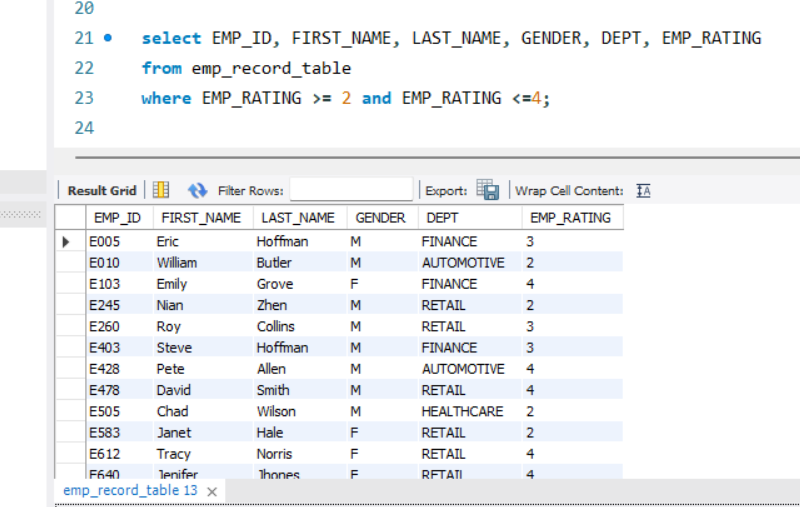 20
21 select EMP_ID, FIRST_NAME, LAST_NAME, GENDER, DEPT, EMP_RATING
22 from emp_record_table
23 where EMP_RATING >= 2 and EMP_RATING <=4;
24
Result Grid Filter Rows: Export: Wrap Cell Content: IA
EMP_ID FIRST_NAME LAST_NAME GENDER DEPT EMP_RATING
E005 Eric Hoffman M FINANCE 3
E010 William Butler M AUTOMOTIVE 2
E103 Emily Grove F FINANCE 4
E245 Nian Zhen M RETAIL 2
E260 Roy Collins M RETAIL 3
E403 Steve Hoffman M FINANCE 3
E428 Pete Allen M AUTOMOTIVE 4
E478 David Smith M RETAIL 4
E505 Chad Wilson M HEALTHCARE 2
E583 Janet Hale F RETAIL 2
E612 Tracy Norris F RETAIL 4
E640 Jenifer Jhones F RETAIL 4
emp_record_table 13